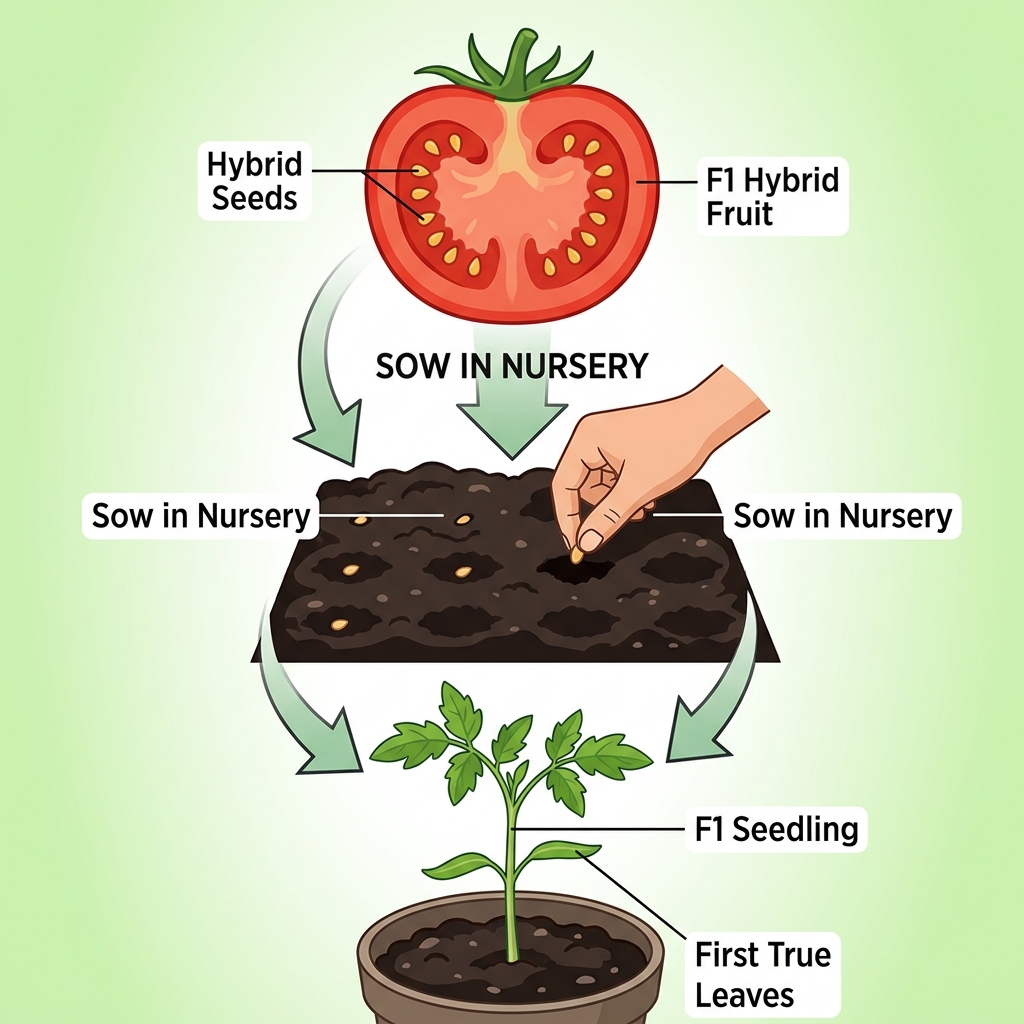 Hybrid
Seeds
F1 Hybrid
Fruit
SOW IN NURSERY
Sow in Nursery
Sow in Nursery
F1 Seedling
First True
Leaves